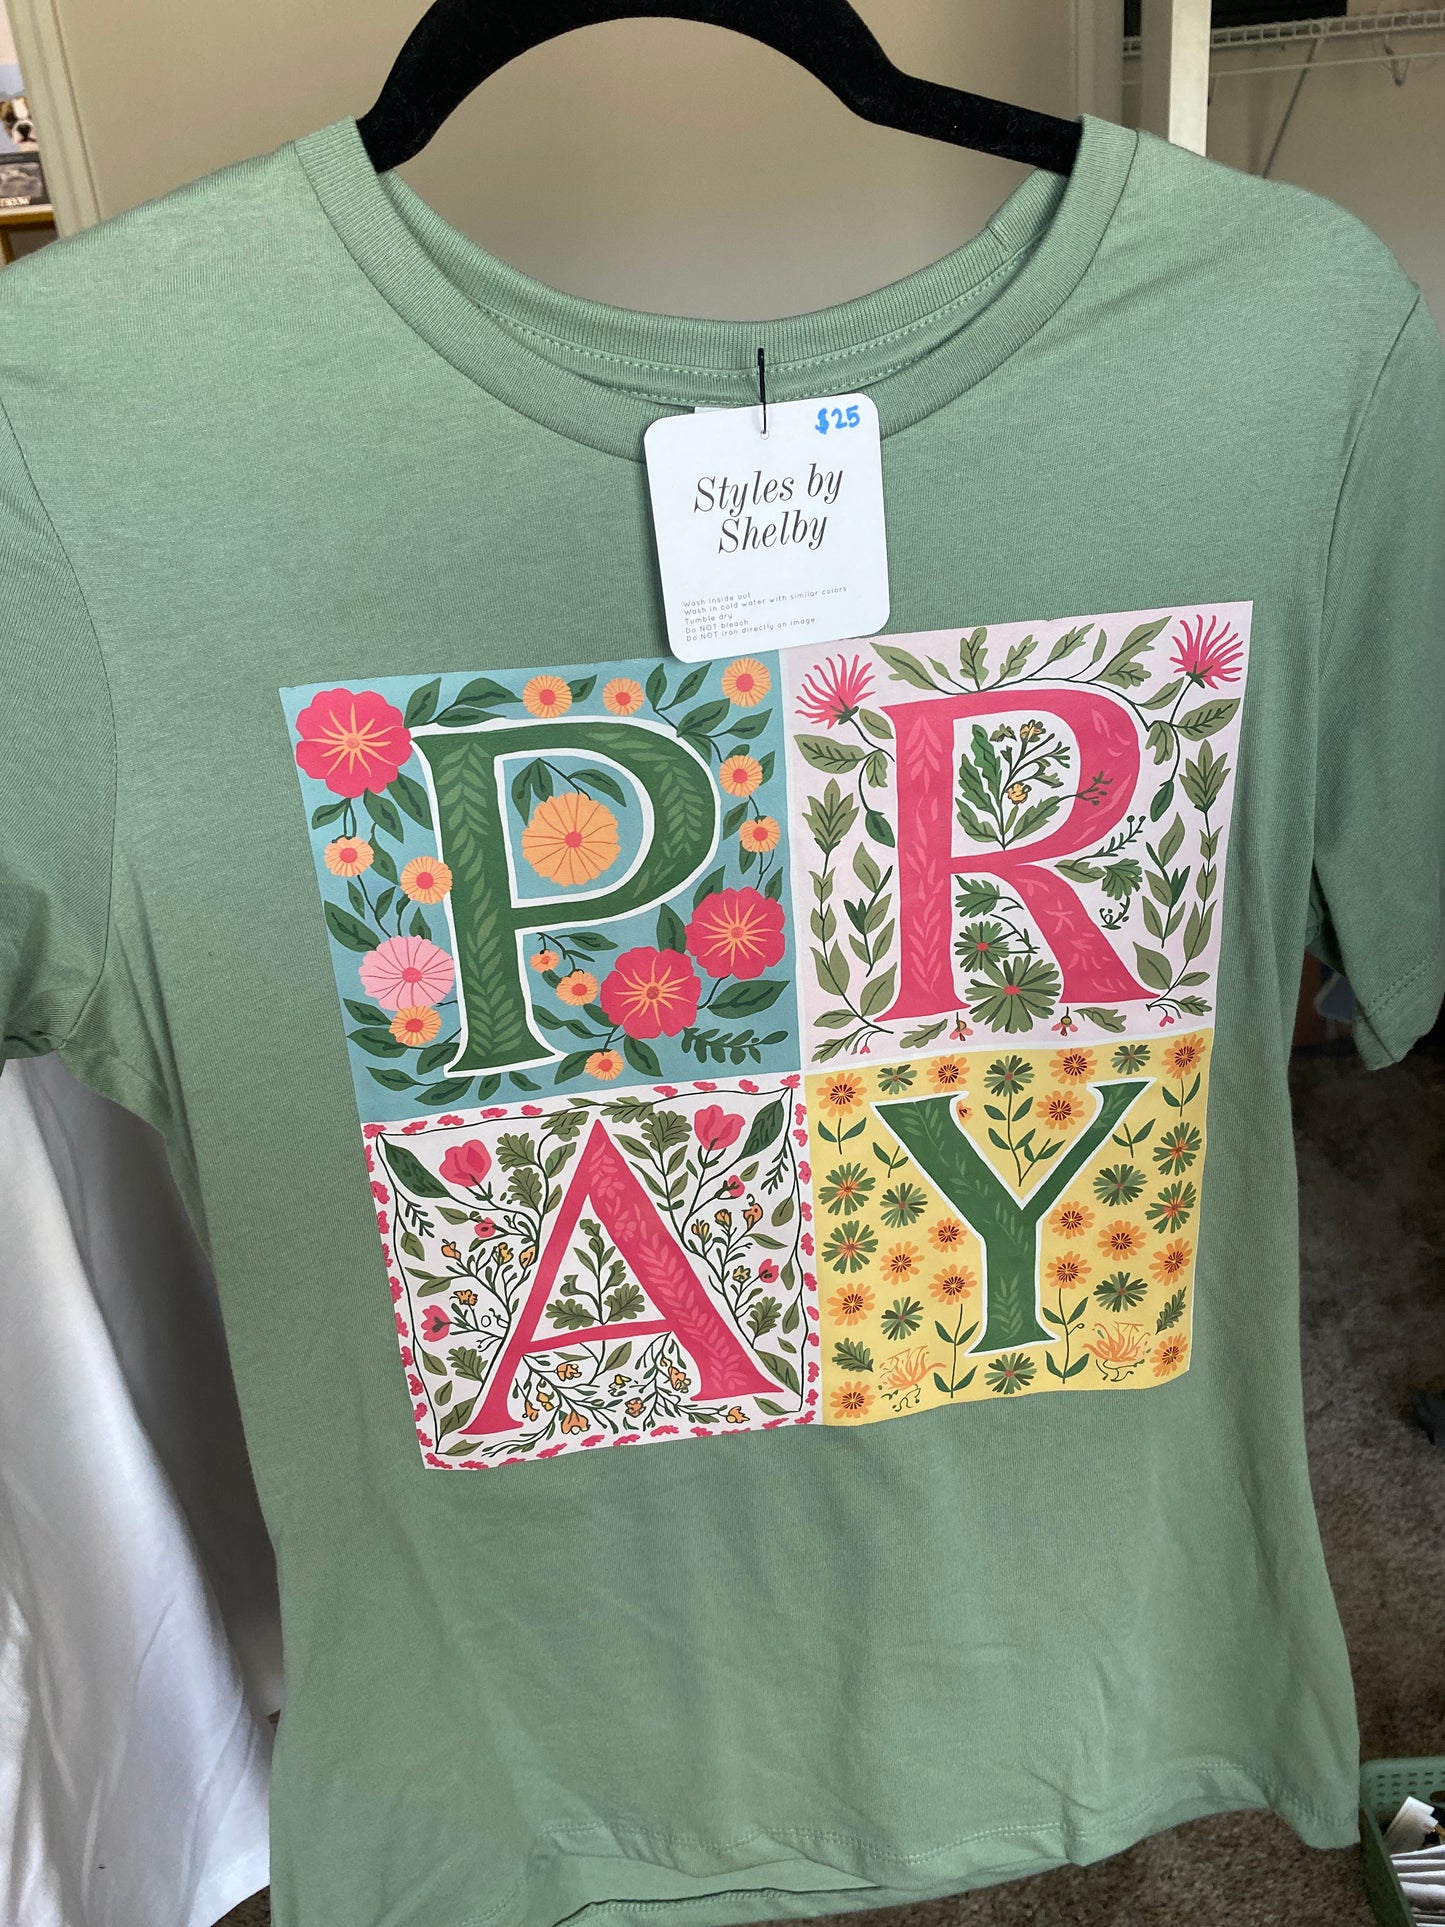 $25
Styles by
Shelby
Wash inside out
Wash in cold water with similar colors
Tumble dry
Do NOT bleach
Do NOT iron directly on image
P R
A Y